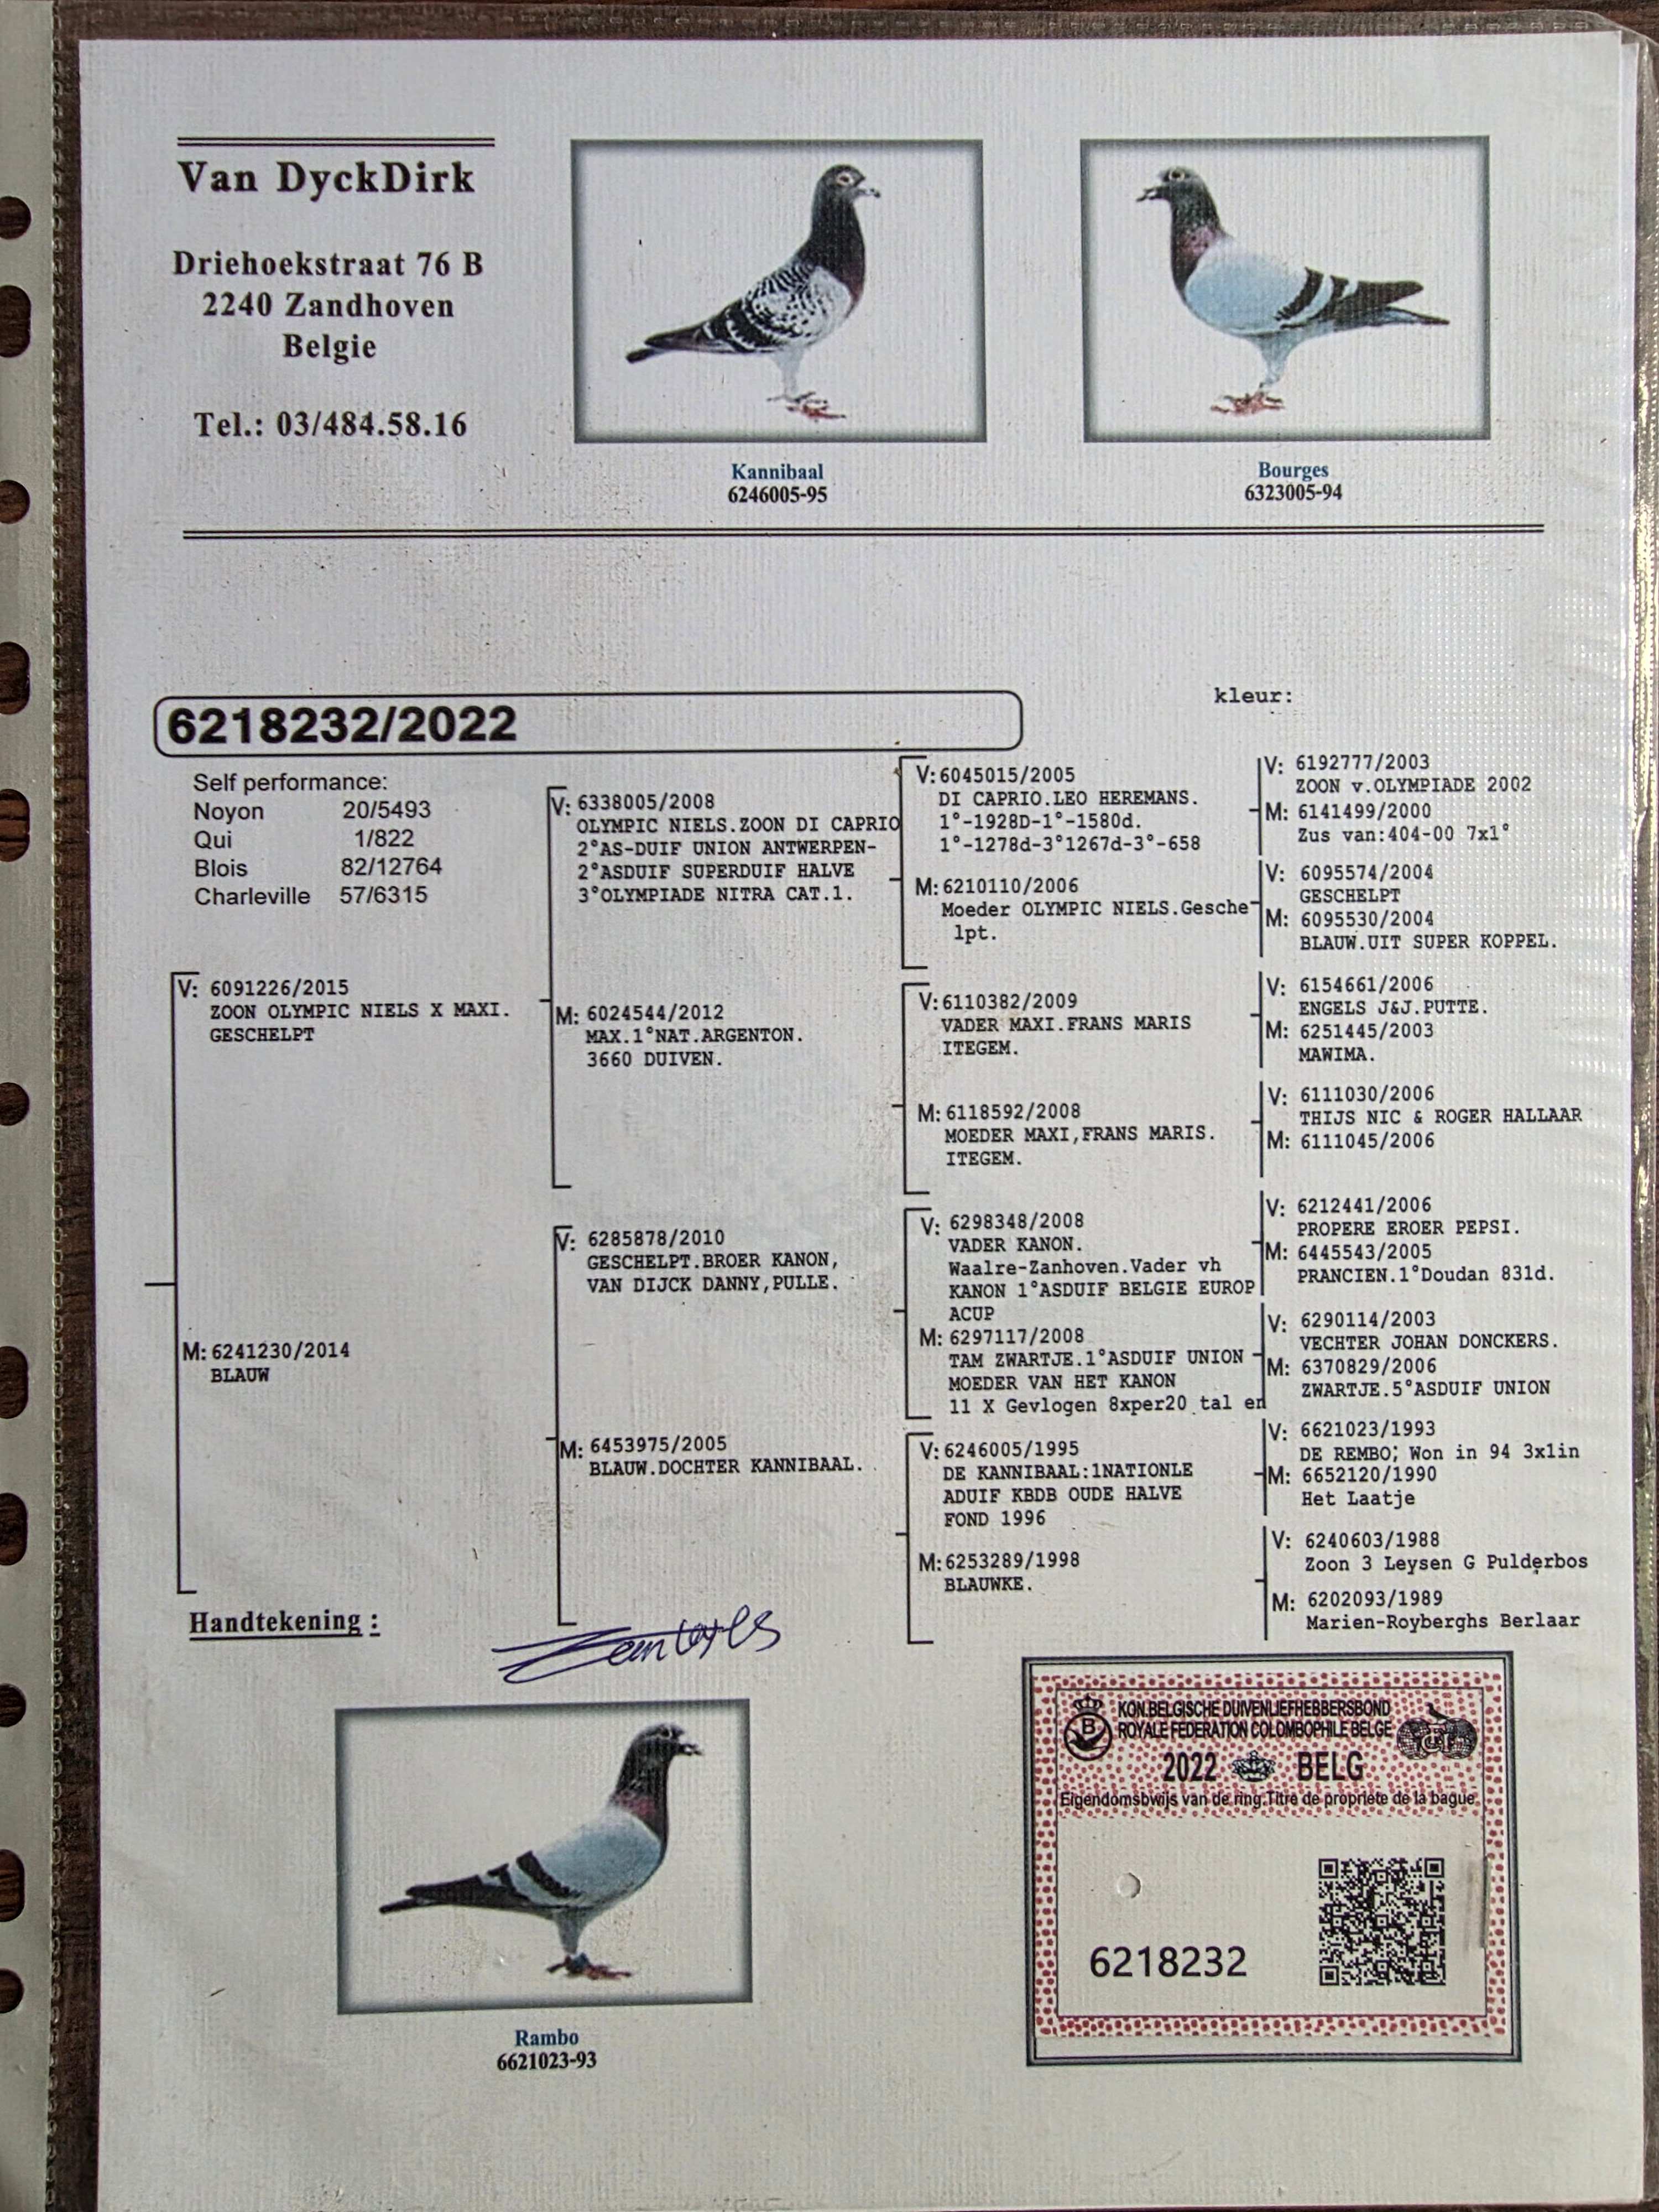 Van DyckDirk
Driehoekstraat 76 B
2240 Zandhoven
Belgie
Tel.: 03/484.58.16
Kannibaal
6246005-95
Bourges
6323005-94
kleur:
6218232/2022
Self performance:
Noyon 20/5493
Qui 1/822
Blois 82/12764
Charleville 57/6315
V: 6091226/2015
ZOON OLYMPIC NIELS X MAXI.
GESCHELPT
M: 6241230/2014
BLAUW
V: 6338005/2008
OLYMPIC NIELS.ZOON DI CAPRIO
2°AS-DUIF UNION ANTWERPEN-
2°ASDUIF SUPERDUIF HALVE
3°OLYMPIADE NITRA CAT.1.
M: 6024544/2012
MAX.1°NAT.ARGENTON.
3660 DUIVEN.
V: 6285878/2010
GESCHELPT.BROER KANON,
VAN DIJCK DANNY,PULLE.
M: 6453975/2005
BLAUW.DOCHTER KANNIBAAL.
V:6045015/2005
DI CAPRIO.LEO HEREMANS.
1°-1928D-1°-1580d.
1°-1278d-3°1267d-3°-658
M: 6210110/2006
Moeder OLYMPIC NIELS.Gesche
lpt.
V:6110382/2009
VADER MAXI.FRANS MARIS
ITEGEM.
M:6118592/2008
MOEDER MAXI,FRANS MARIS.
ITEGEM.
V: 6298348/2008
VADER KANON.
Waalre-Zanhoven.Vader vh
KANON 1°ASDUIF BELGIE EUROP
ACUP
M: 6297117/2008
TAM ZWARTJE.1°ASDUIF UNION
MOEDER VAN HET KANON
11 X Gevlogen 8xper20 tal en
V:6246005/1995
DE KANNIBAAL:1NATIONLE
ADUIF KBDB OUDE HALVE
FOND 1996
M:6253289/1998
BLAUWKE.
V: 6192777/2003
ZOON v.OLYMPIADE 2002
M: 6141499/2000
Zus van:404-00 7x1°
V: 6095574/2004
GESCHELPT
M: 6095530/2004
BLAUW.UIT SUPER KOPPEL.
V: 6154661/2006
ENGELS J&J.PUTTE.
M: 6251445/2003
MAWIMA.
V: 6111030/2006
THIJS NIC & ROGER HALLAAR
M: 6111045/2006
V: 6212441/2006
PROPERE EROER PEPSI.
M: 6445543/2005
PRANCIEN.1°Doudan 831d.
V: 6290114/2003
VECHTER JOHAN DONCKERS.
M: 6370829/2006
ZWARTJE.5°ASDUIF UNION
V: 6621023/1993
DE REMBO; Won in 94 3x1in
M: 6652120/1990
Het Laatje
V: 6240603/1988
Zoon 3 Leysen G Pulderbos
M: 6202093/1989
Marien-Royberghs Berlaar
Handtekening :
Rambo
6621023-93
KON.BELGISCHE DUIVENLIEFHEBBERSBOND
ROYALE FEDERATION COLOMBOPHILE BELGE
2022 BELG
Eigendomsbwijs van de ring.Titre de propriete de la bague.
6218232